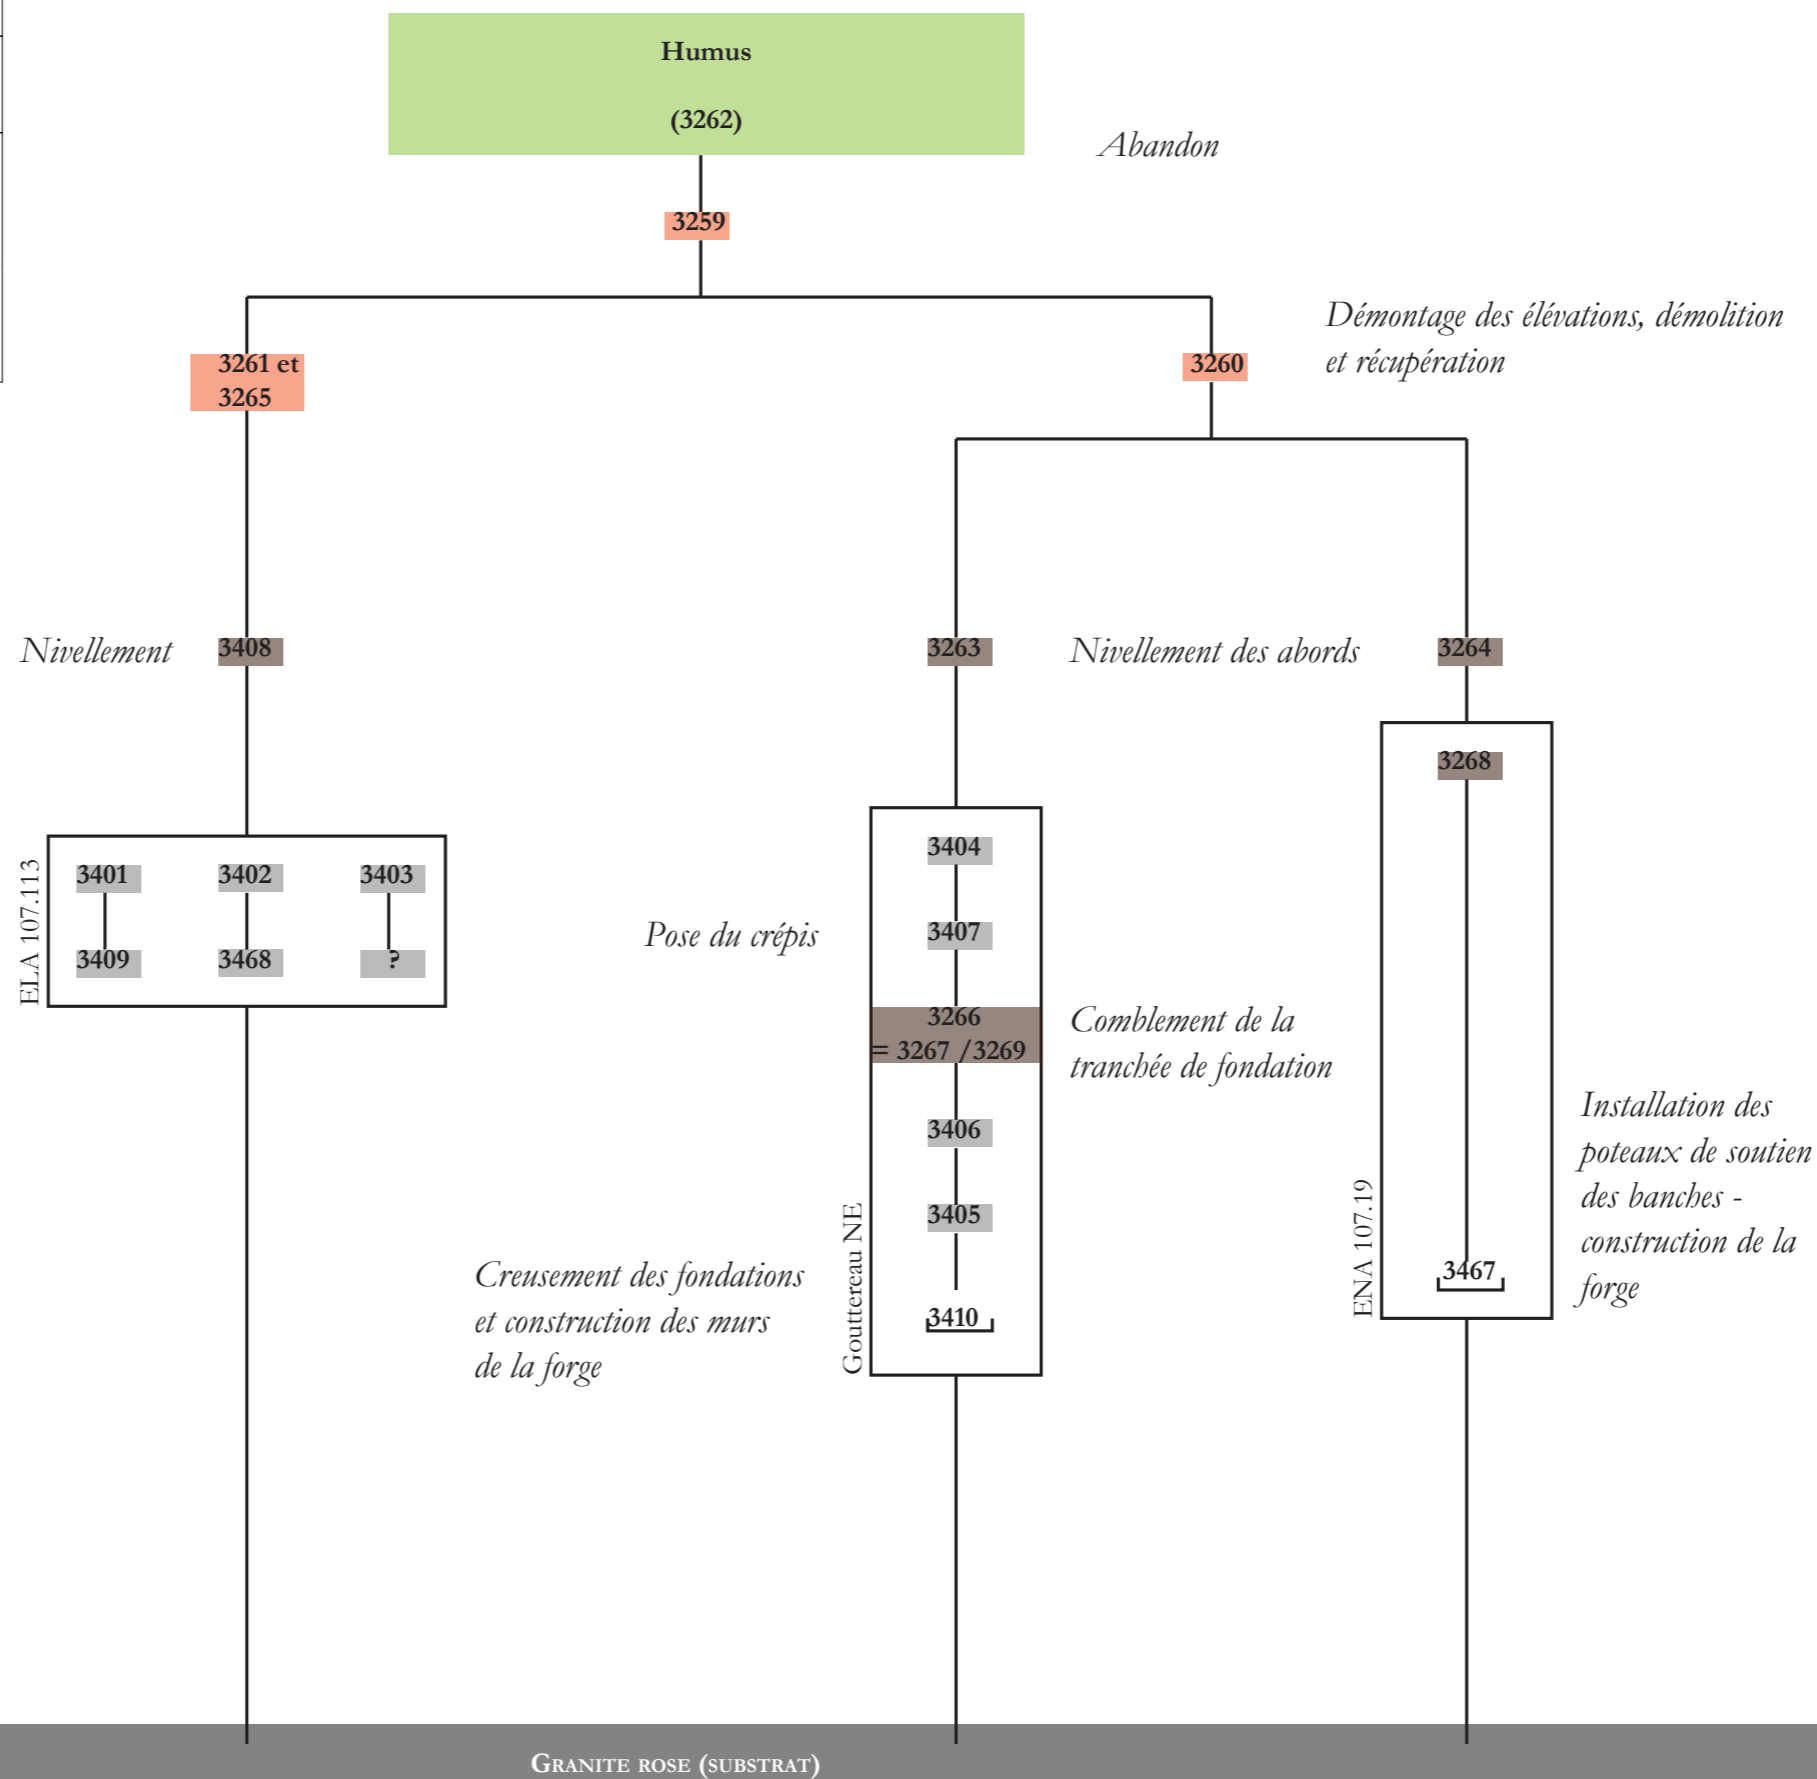 Humus
(3262)
Abandon
3259
Démontage des élévations, démolition
et récupération
3261 et
3265
3260
Nivellement
3408
3263
Nivellement des abords
3264
3268
ELA 107.113
3401
3402
3403
3409
3468
?
Gouttereau NE
3404
Pose du crépis
3407
3266
= 3267 /3269
Comblement de la
tranchée de fondation
3406
3405
3410
Creusement des fondations
et construction des murs
de la forge
ENA 107.19
3467
Installation des
poteaux de soutien
des banches -
construction de la
forge
GRANITE ROSE (SUBSTRAT)